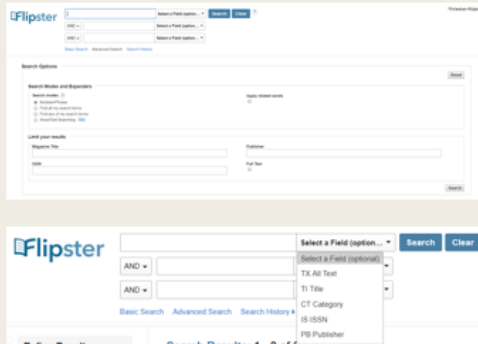 Flipster
Select a Field (option...
Search
Clear
AND
Select a Field (option...
AND
Select a Field (option...
Basic Search Advanced Search Search History
Search Options
Reset
Search Modes and Expanders
Search modes
Boolean/Phrase
Find all my search terms
Find any of my search terms
SmartText Searching
Apply related words
Limit your results
Magazine Title
Publisher
ISSN
Full Text
Search
Flipster
Select a Field (option...
Search
Clear
Select a Field (optional)
AND
TX All Text
TI Title
AND
CT Category
Basic Search Advanced Search Search History
IS ISSN
PB Publisher